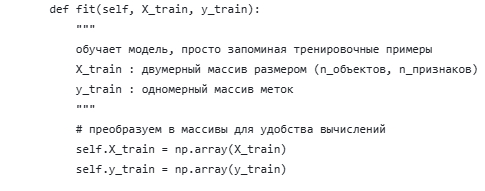 def fit(self, X_train, y_train):
"""
обучает модель, просто запоминая тренировочные примеры
X_train : двумерный массив размером (n_объектов, n_признаков)
y_train : одномерный массив меток
"""
# преобразуем в массивы для удобства вычислений
self.X_train = np.array(X_train)
self.y_train = np.array(y_train)